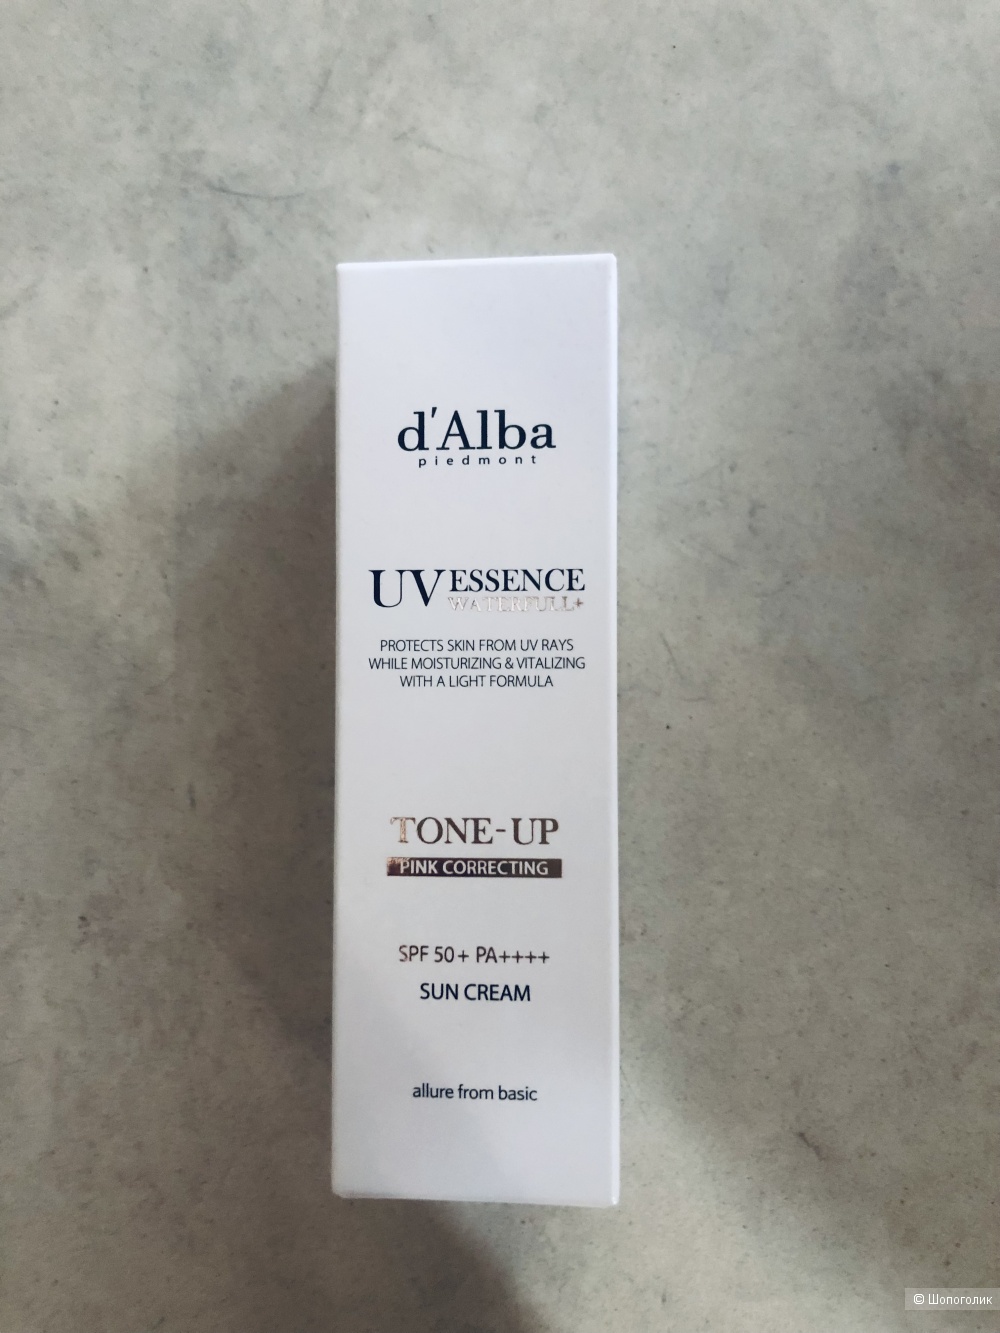 d'Alba
piedmont
UV ESSENCE
WATERFULL+
PROTECTS SKIN FROM UV RAYS
WHILE MOISTURIZING & VITALIZING
WITH A LIGHT FORMULA
TONE-UP
PINK CORRECTING
SPF 50+ PA++++
SUN CREAM
allure from basic
© Шопоголик